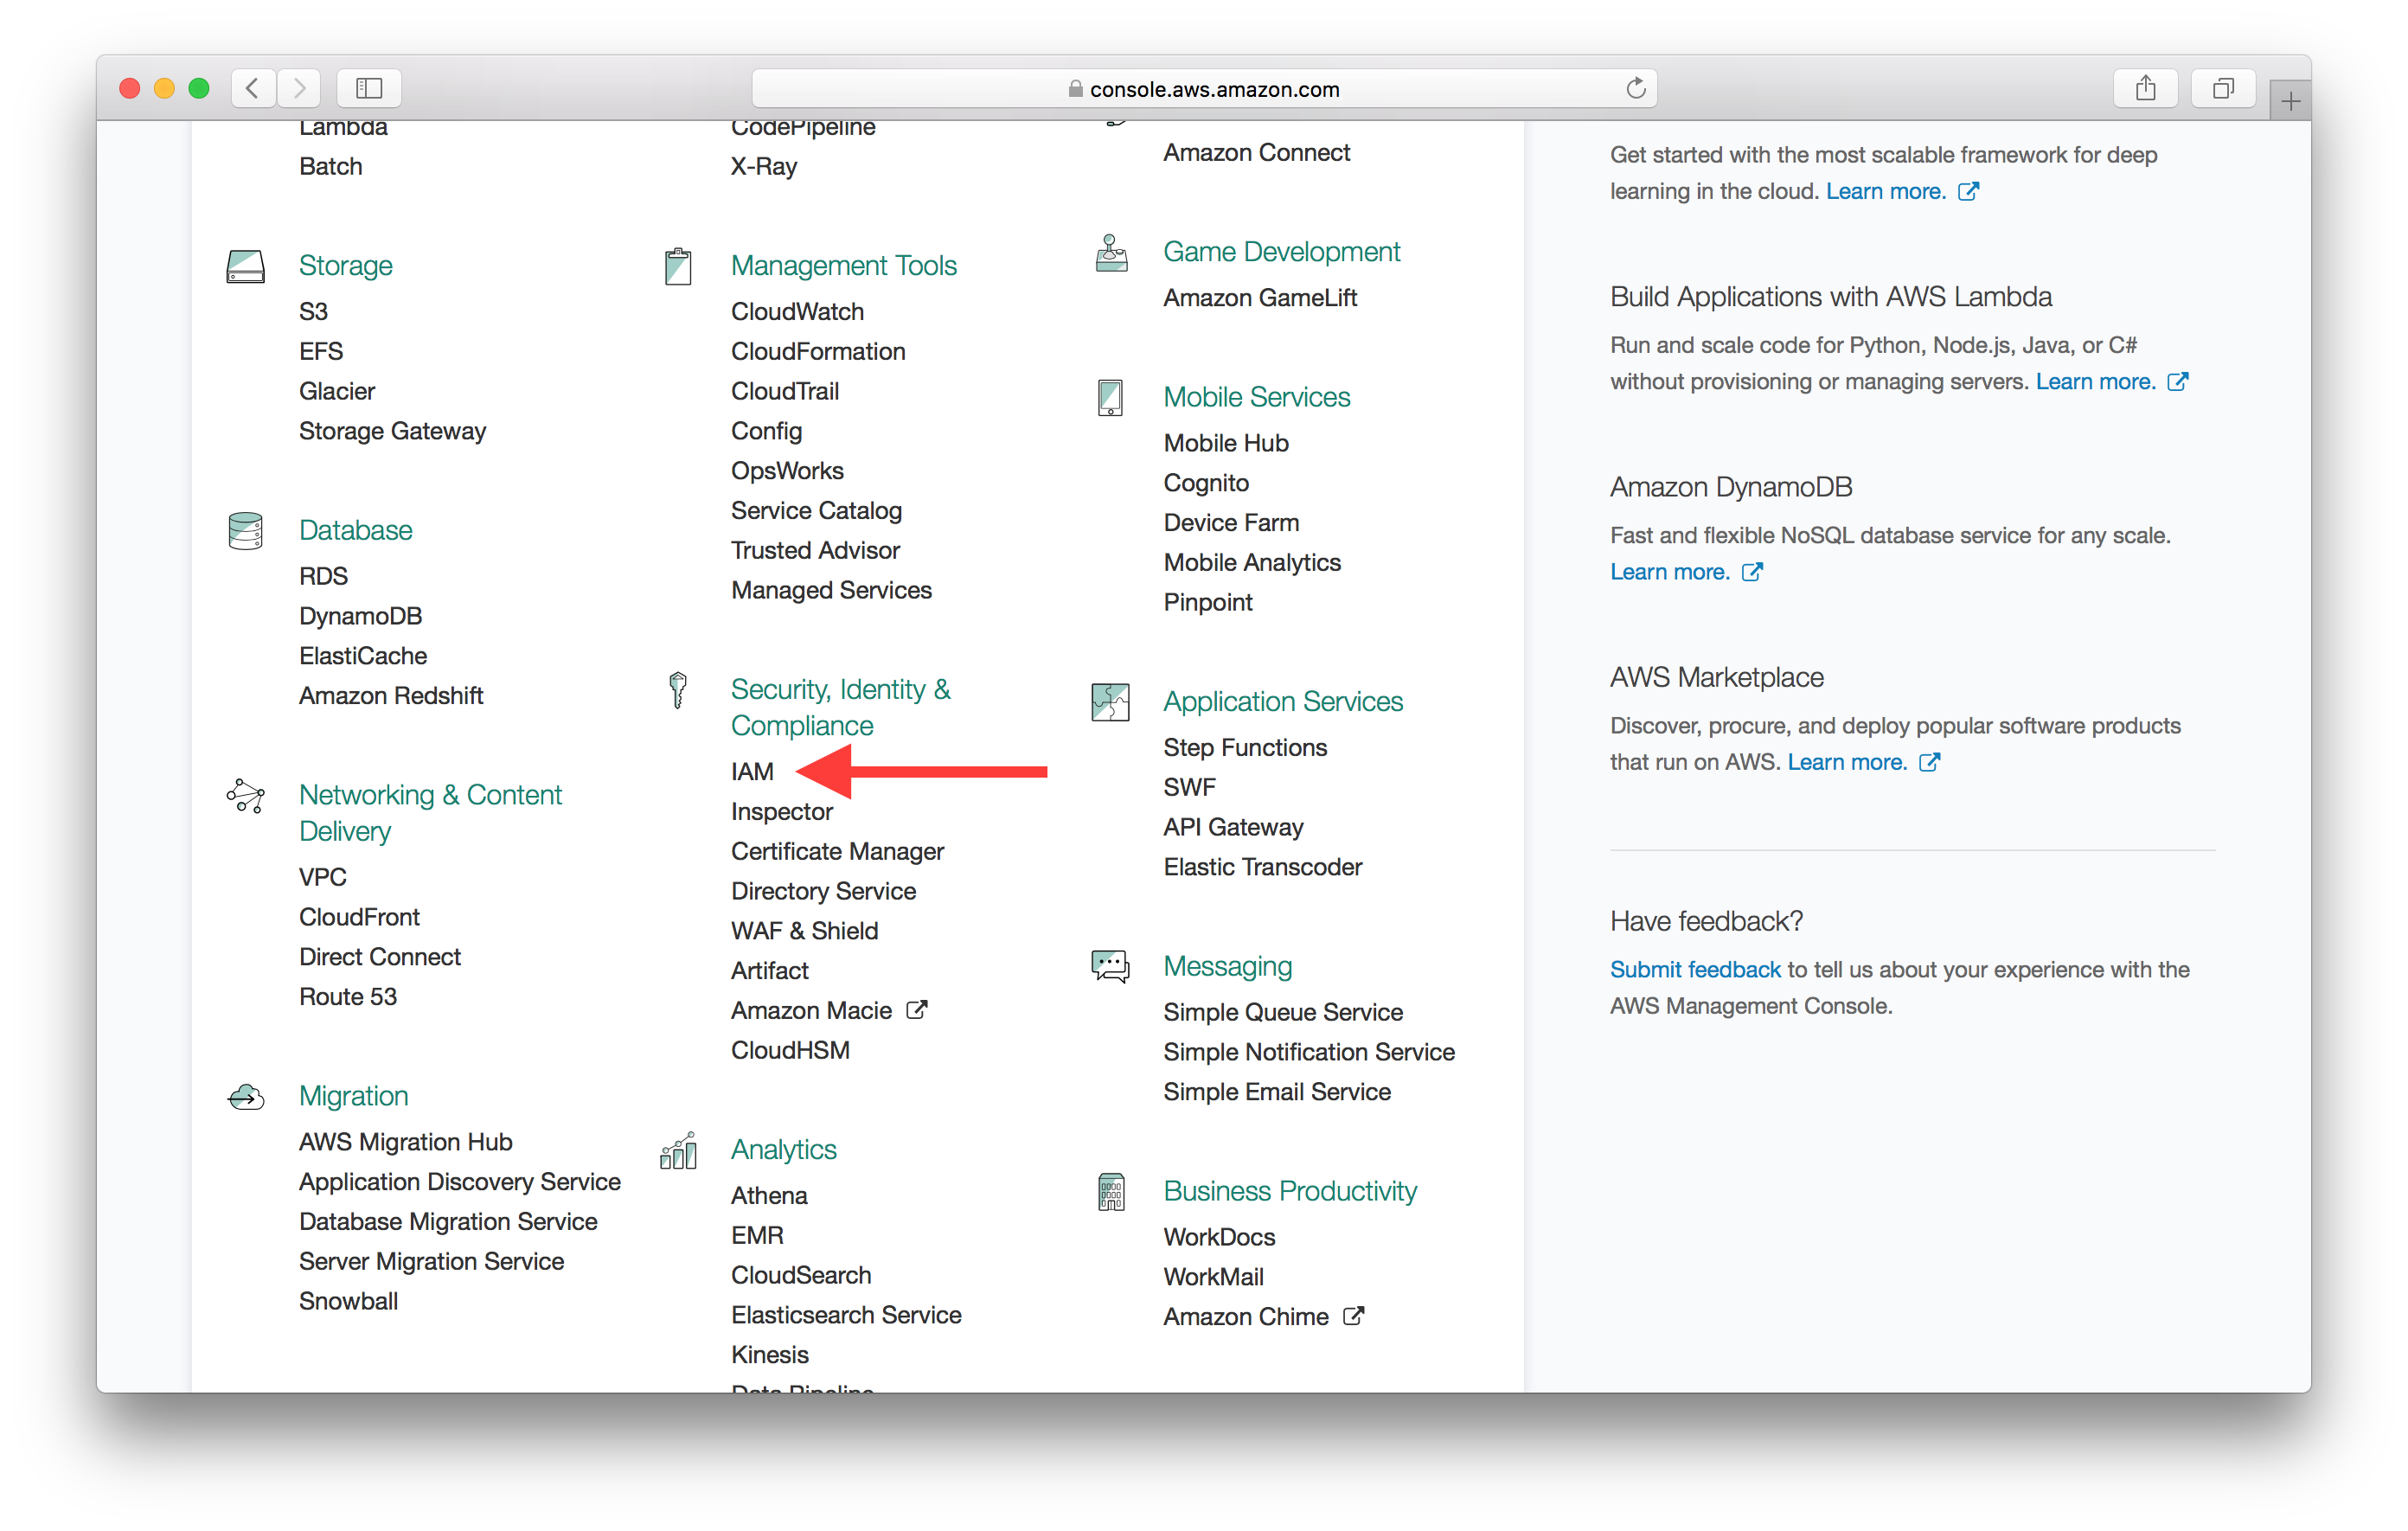 console.aws.amazon.com
Lambda
Batch
Storage
S3
EFS
Glacier
Storage Gateway
Database
RDS
DynamoDB
ElastiCache
Amazon Redshift
Networking & Content
Delivery
VPC
CloudFront
Direct Connect
Route 53
Migration
AWS Migration Hub
Application Discovery Service
Database Migration Service
Server Migration Service
Snowball
CodePipeline
X-Ray
Management Tools
CloudWatch
CloudFormation
CloudTrail
Config
OpsWorks
Service Catalog
Trusted Advisor
Managed Services
Security, Identity &
Compliance
IAM
Inspector
Certificate Manager
Directory Service
WAF & Shield
Artifact
Amazon Macie
CloudHSM
Analytics
Athena
EMR
CloudSearch
Elasticsearch Service
Kinesis
Data Pipeline
Amazon Connect
Game Development
Amazon GameLift
Mobile Services
Mobile Hub
Cognito
Device Farm
Mobile Analytics
Pinpoint
Application Services
Step Functions
SWF
API Gateway
Elastic Transcoder
Messaging
Simple Queue Service
Simple Notification Service
Simple Email Service
Business Productivity
WorkDocs
WorkMail
Amazon Chime
Get started with the most scalable framework for deep
learning in the cloud. Learn more.
Build Applications with AWS Lambda
Run and scale code for Python, Node.js, Java, or C#
without provisioning or managing servers. Learn more.
Amazon DynamoDB
Fast and flexible NoSQL database service for any scale.
Learn more.
AWS Marketplace
Discover, procure, and deploy popular software products
that run on AWS. Learn more.
Have feedback?
Submit feedback to tell us about your experience with the
AWS Management Console.